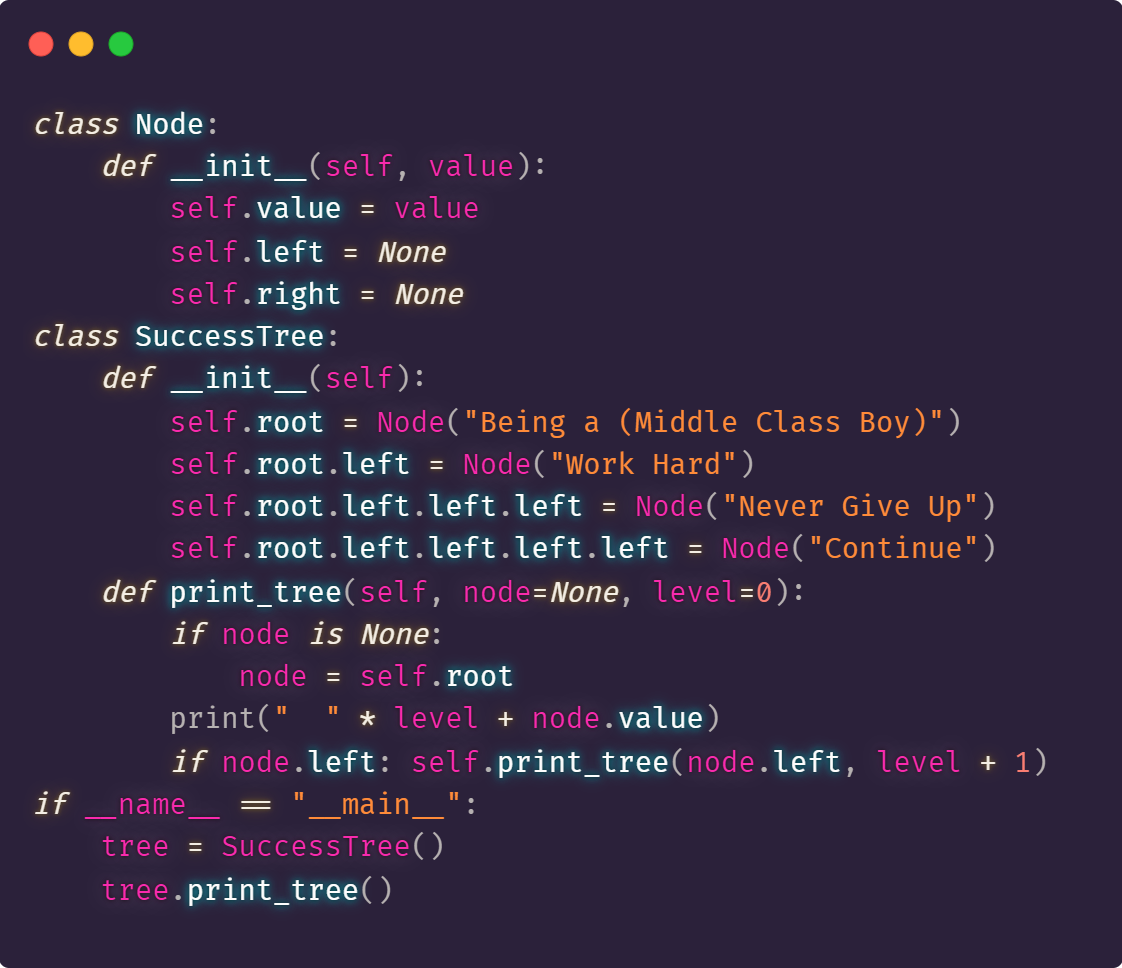 class Node:
    def __init__(self, value):
        self.value = value
        self.left = None
        self.right = None
class SuccessTree:
    def __init__(self):
        self.root = Node("Being a (Middle Class Boy)")
        self.root.left = Node("Work Hard")
        self.root.left.left.left = Node("Never Give Up")
        self.root.left.left.left.left = Node("Continue")
    def print_tree(self, node=None, level=0):
        if node is None:
            node = self.root
        print("  " * level + node.value)
        if node.left: self.print_tree(node.left, level + 1)
if __name__ == "__main__":
    tree = SuccessTree()
    tree.print_tree()